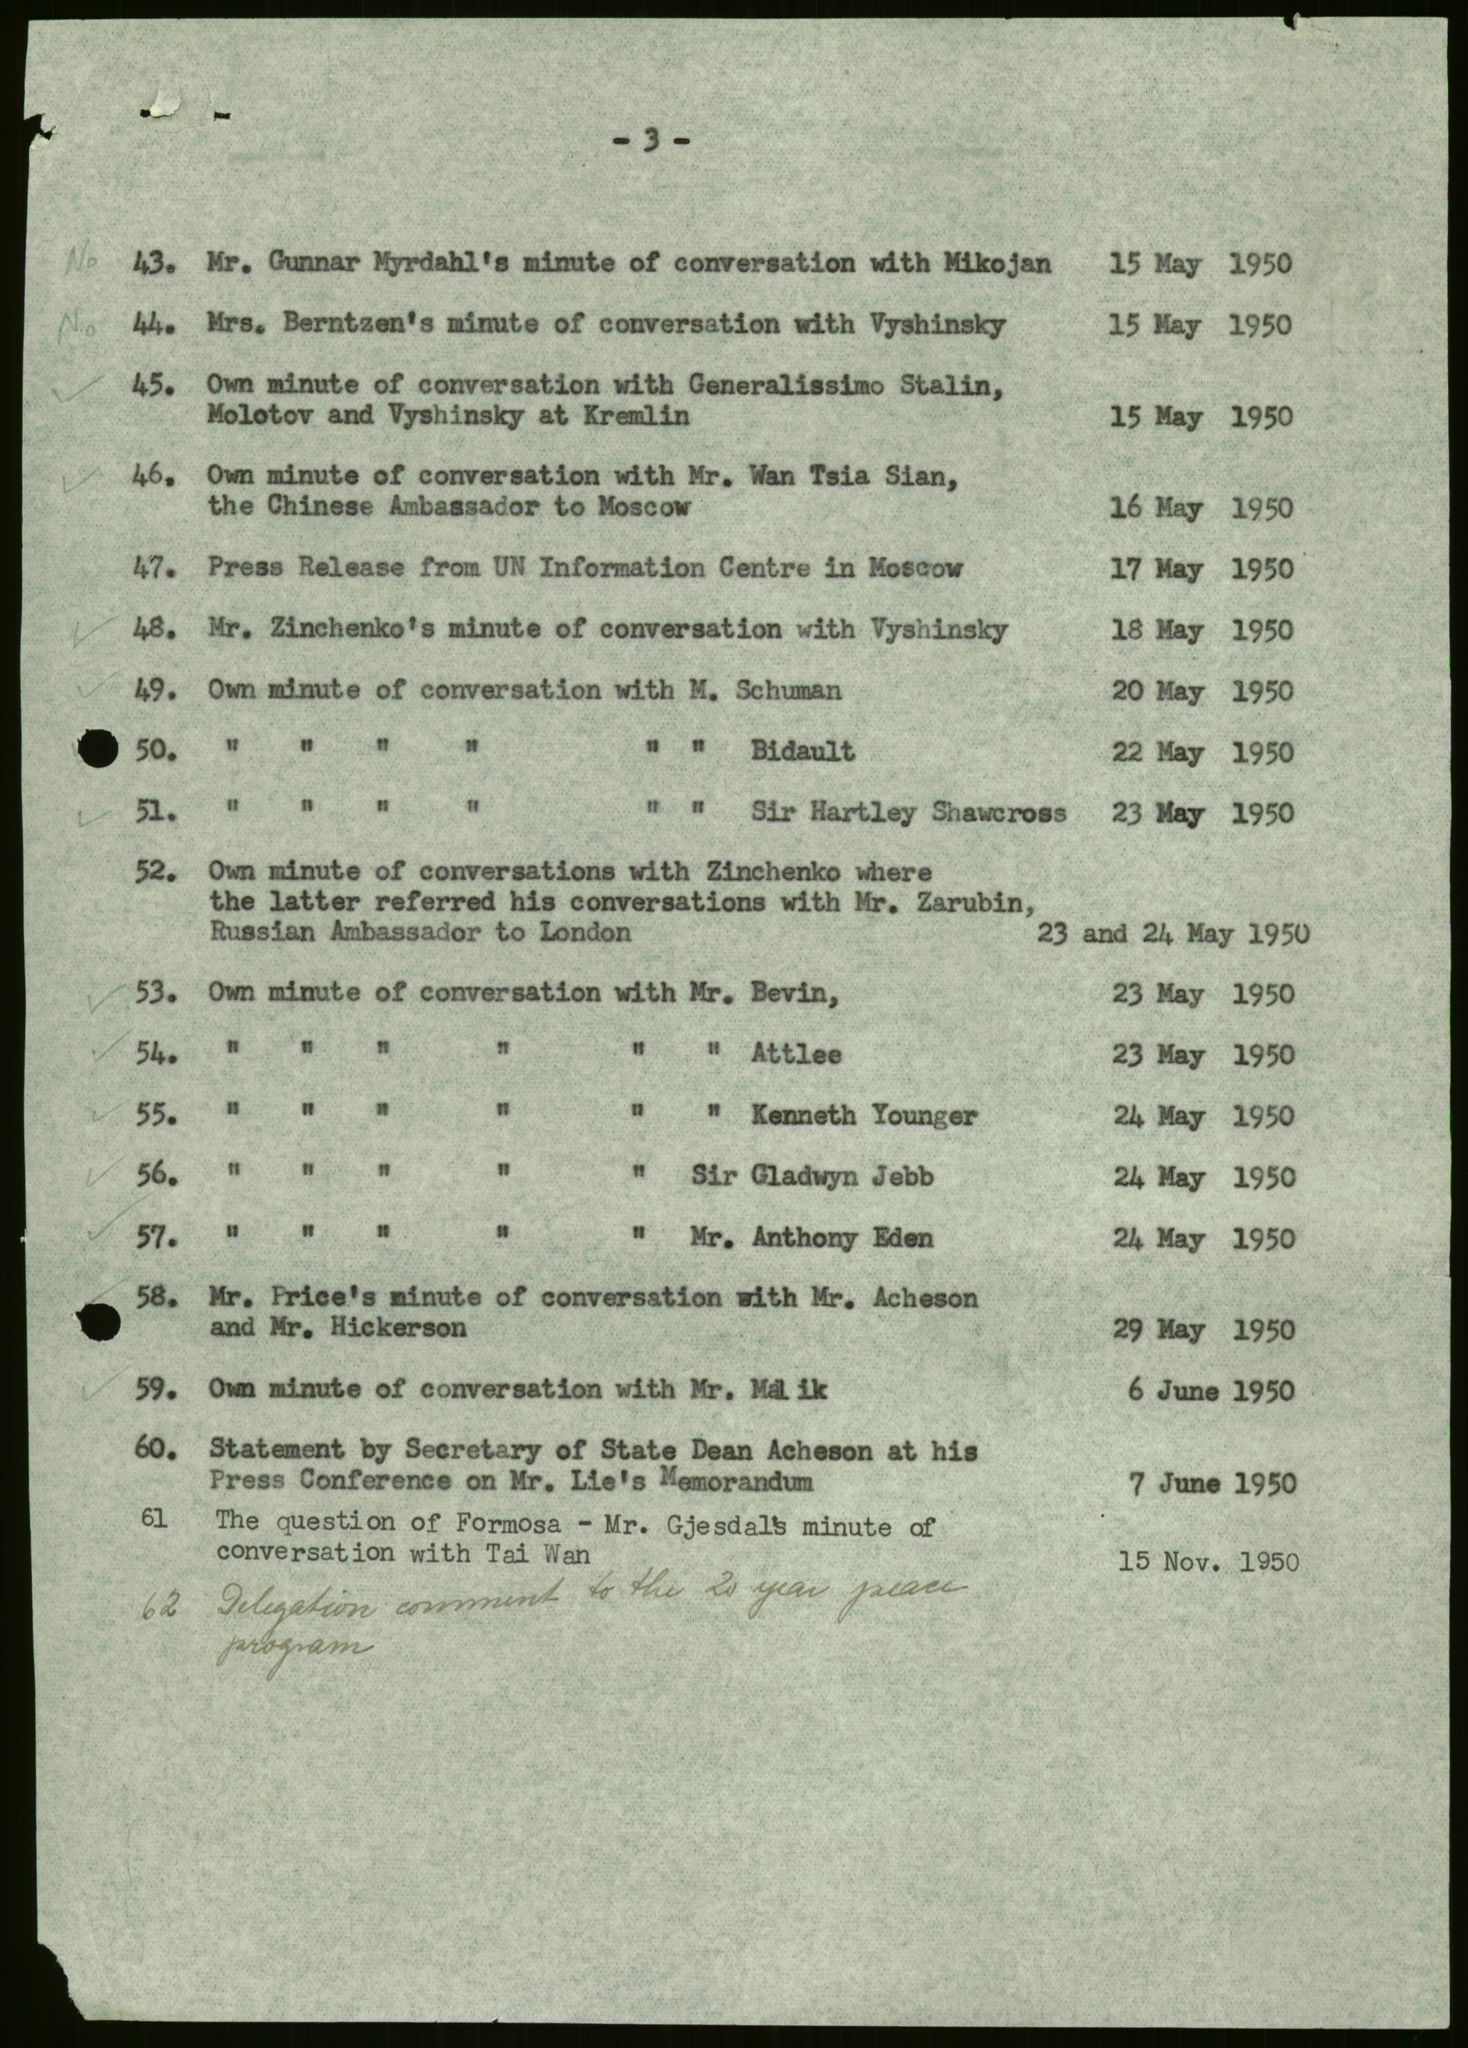 - 3 -
No 43. Mr. Gunnar Myrdahl's minute of conversation with Mikojan 15 May 1950
No 44. Mrs. Berntzen's minute of conversation with Vyshinsky 15 May 1950
✓ 45. Own minute of conversation with Generalissimo Stalin,
Molotov and Vyshinsky at Kremlin 15 May 1950
✓ 46. Own minute of conversation with Mr. Wan Tsia Sian,
the Chinese Ambassador to Moscow 16 May 1950
47. Press Release from UN Information Centre in Moscow 17 May 1950
✓ 48. Mr. Zinchenko's minute of conversation with Vyshinsky 18 May 1950
✓ 49. Own minute of conversation with M. Schuman 20 May 1950
✓ 50. " " " " " " Bidault 22 May 1950
✓ 51. " " " " " " Sir Hartley Shawcross 23 May 1950
52. Own minute of conversations with Zinchenko where
the latter referred his conversations with Mr. Zarubin,
Russian Ambassador to London 23 and 24 May 1950
✓ 53. Own minute of conversation with Mr. Bevin, 23 May 1950
✓ 54. " " " " " " Attlee 23 May 1950
✓ 55. " " " " " " Kenneth Younger 24 May 1950
✓ 56. " " " " " Sir Gladwyn Jebb 24 May 1950
✓ 57. " " " " " Mr. Anthony Eden 24 May 1950
✓ 58. Mr. Price's minute of conversation with Mr. Acheson
and Mr. Hickerson 29 May 1950
✓ 59. Own minute of conversation with Mr. Malik 6 June 1950
60. Statement by Secretary of State Dean Acheson at his
Press Conference on Mr. Lie's Memorandum 7 June 1950
61 The question of Formosa - Mr. Gjesdal's minute of
conversation with Tai Wan 15 Nov. 1950
62 Delegation comment to the 20 year peace
program